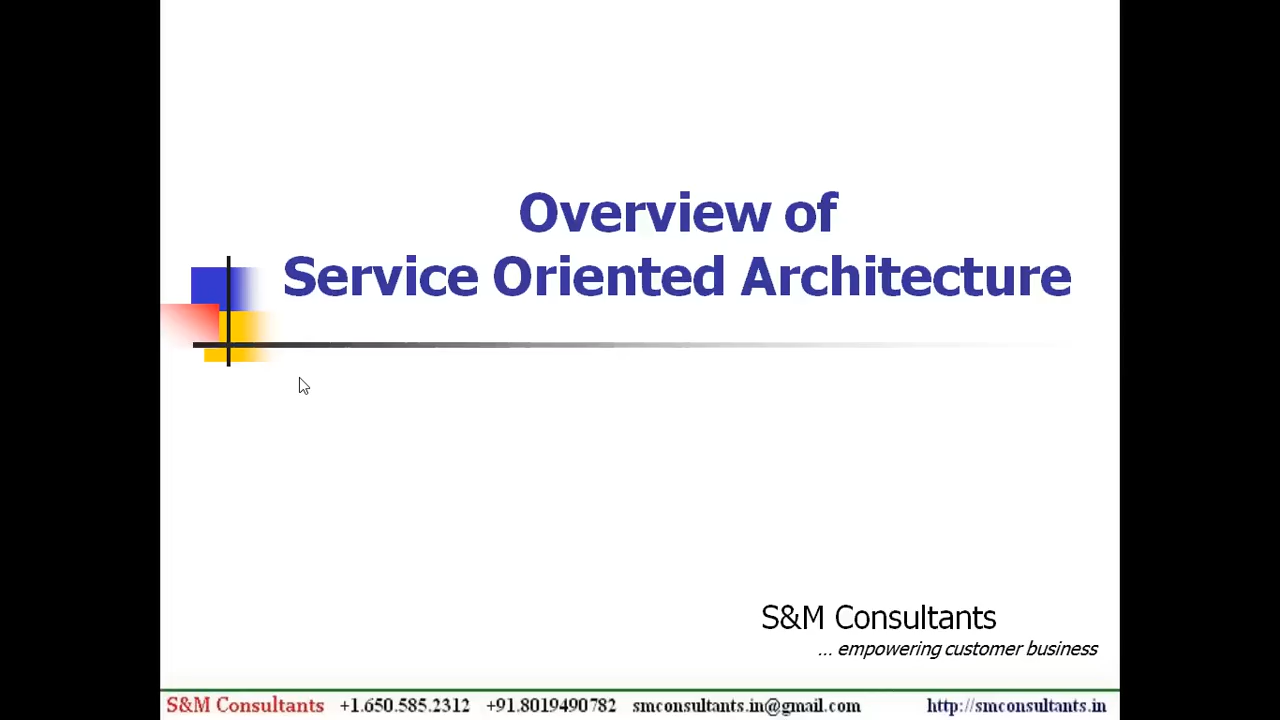 Overview of
Service Oriented Architecture
S&M Consultants
... empowering customer business
S&M Consultants +1.650.585.2312 +91.8019490782 smconsultants.in@gmail.com http://smconsultants.in